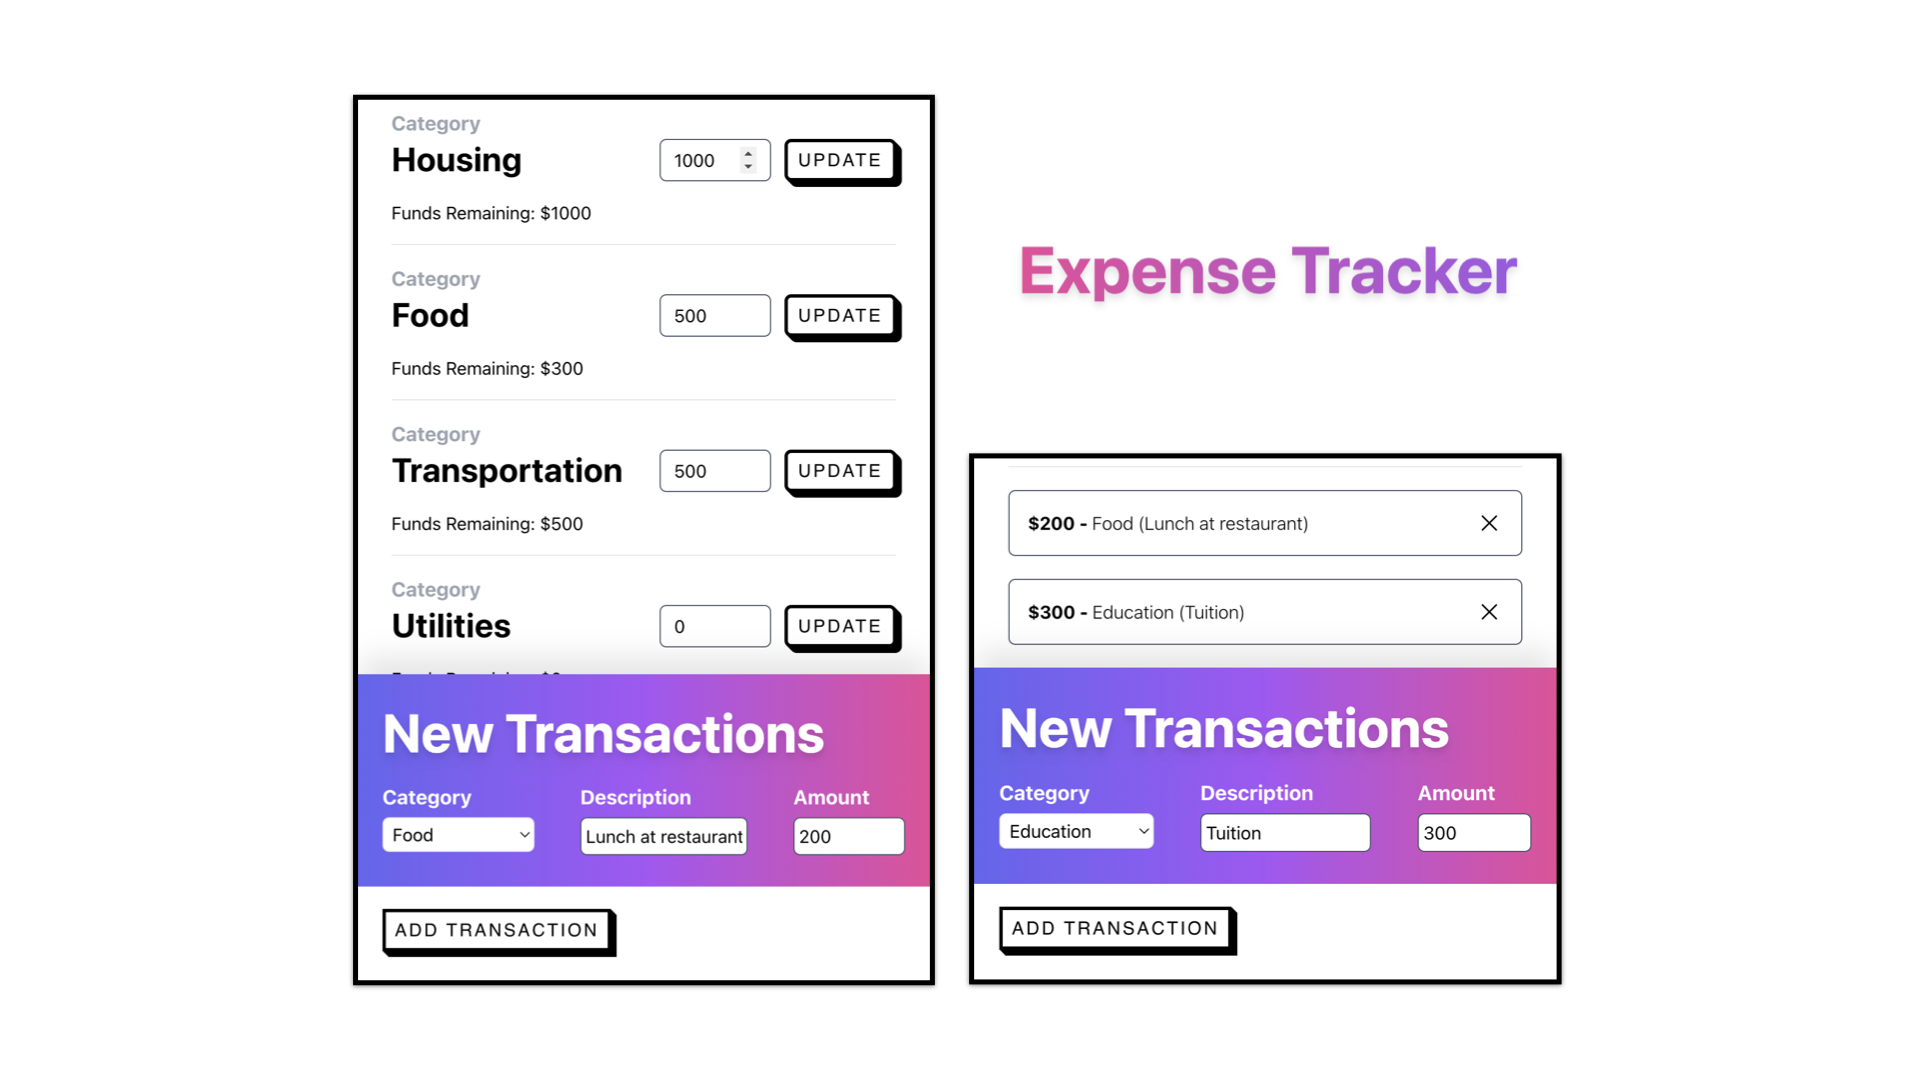 Category
Housing
1000
UPDATE
Funds Remaining: $1000
Category
Food
500
UPDATE
Funds Remaining: $300
Category
Transportation
500
UPDATE
Funds Remaining: $500
Category
Utilities
0
UPDATE
New Transactions
Category Description Amount
Food Lunch at restaurant 200
ADD TRANSACTION
Expense Tracker
$200 - Food (Lunch at restaurant)
$300 - Education (Tuition)
New Transactions
Category Description Amount
Education Tuition 300
ADD TRANSACTION